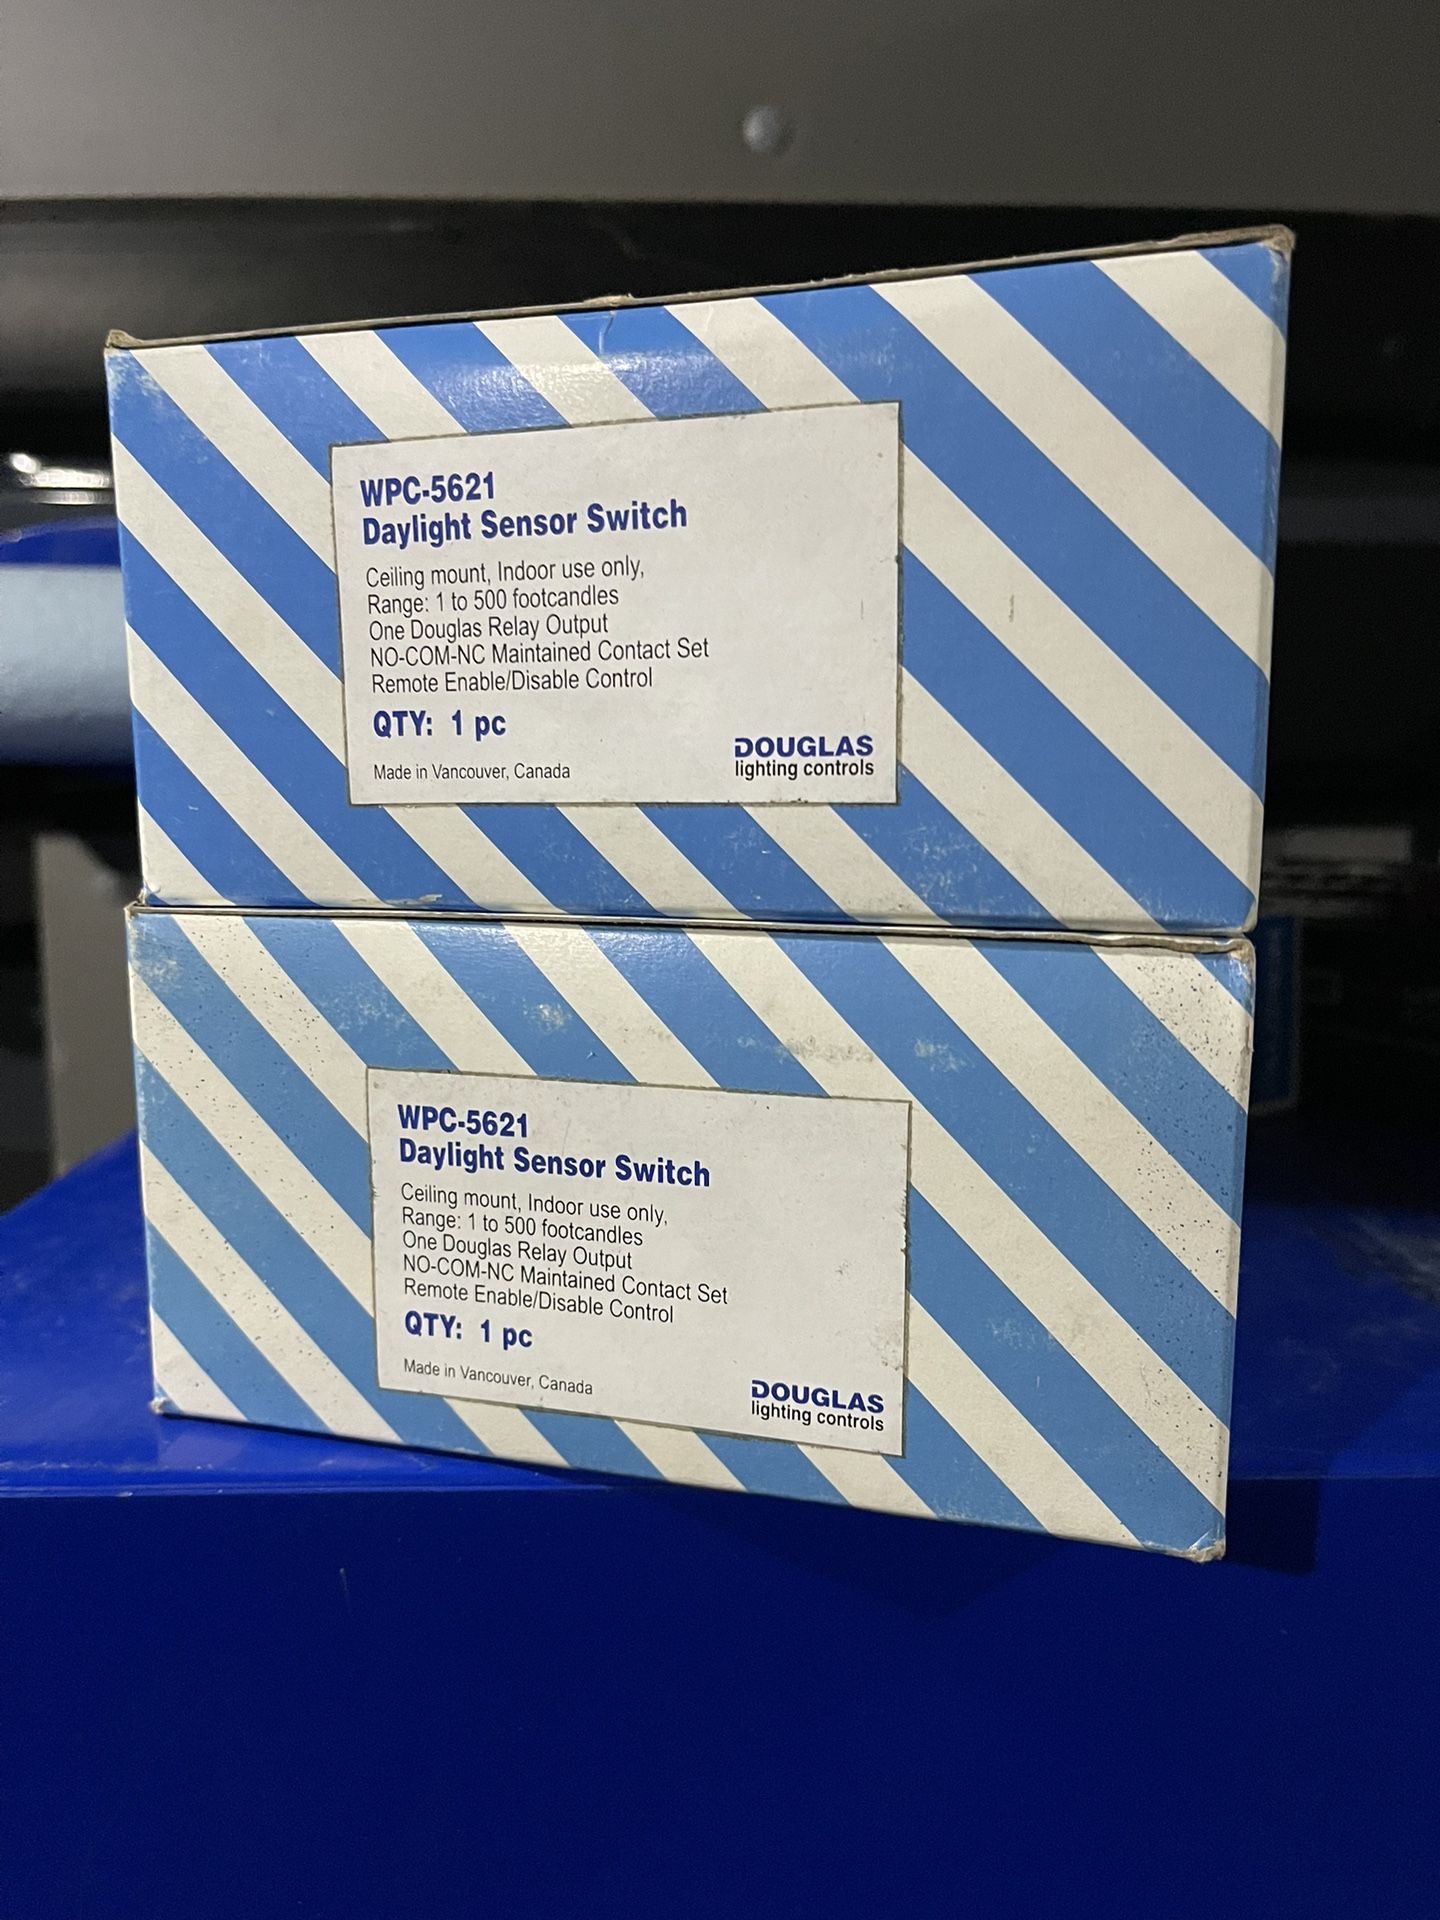 WPC-5621
Daylight Sensor Switch
Ceiling mount, Indoor use only,
Range: 1 to 500 footcandles
One Douglas Relay Output
NO-COM-NC Maintained Contact Set
Remote Enable/Disable Control
QTY: 1 pc
Made in Vancouver, Canada
DOUGLAS
lighting controls
WPC-5621
Daylight Sensor Switch
Ceiling mount, Indoor use only,
Range: 1 to 500 footcandles
One Douglas Relay Output
NO-COM-NC Maintained Contact Set
Remote Enable/Disable Control
QTY: 1 pc
Made in Vancouver, Canada
DOUGLAS
lighting controls